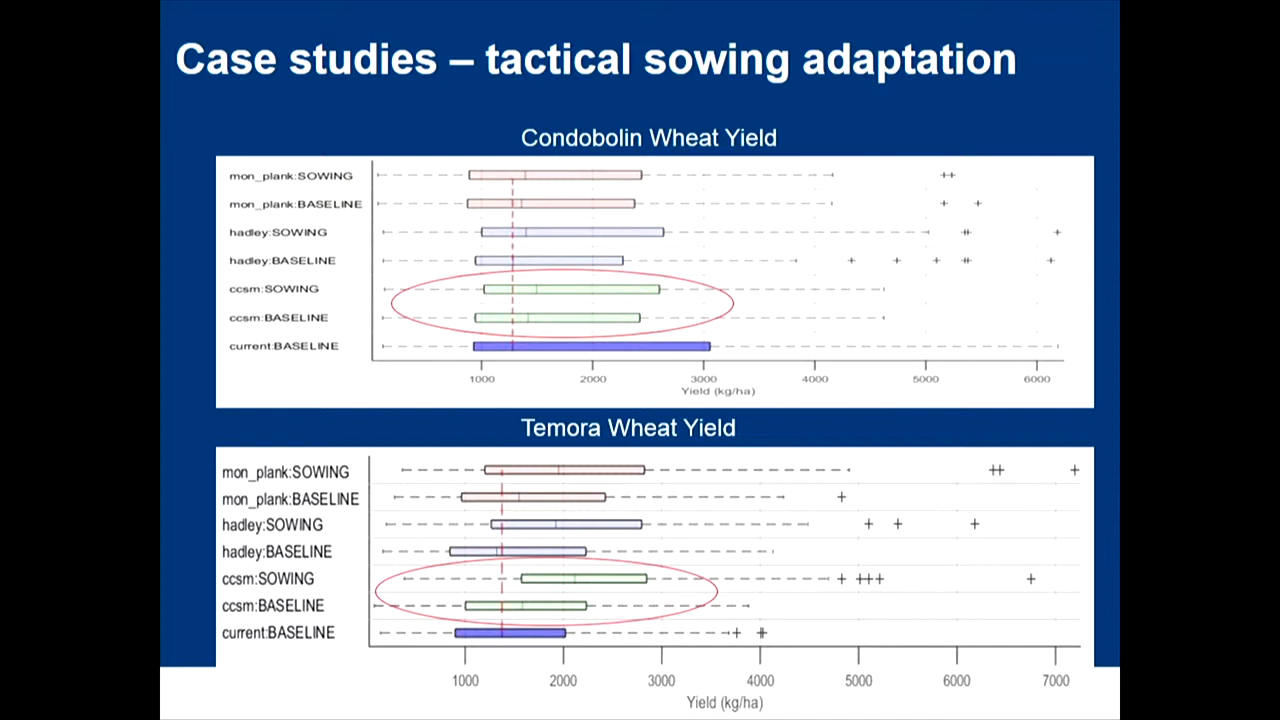 Case studies – tactical sowing adaptation
Condobolin Wheat Yield
mon_plank:SOWING
mon_plank:BASELINE
hadley:SOWING
hadley:BASELINE
ccsm:SOWING
ccsm:BASELINE
current:BASELINE
1000 2000 3000 4000 5000 6000
Yield (kg/ha)
Temora Wheat Yield
mon_plank:SOWING
mon_plank:BASELINE
hadley:SOWING
hadley:BASELINE
ccsm:SOWING
ccsm:BASELINE
current:BASELINE
1000 2000 3000 4000 5000 6000 7000
Yield (kg/ha)